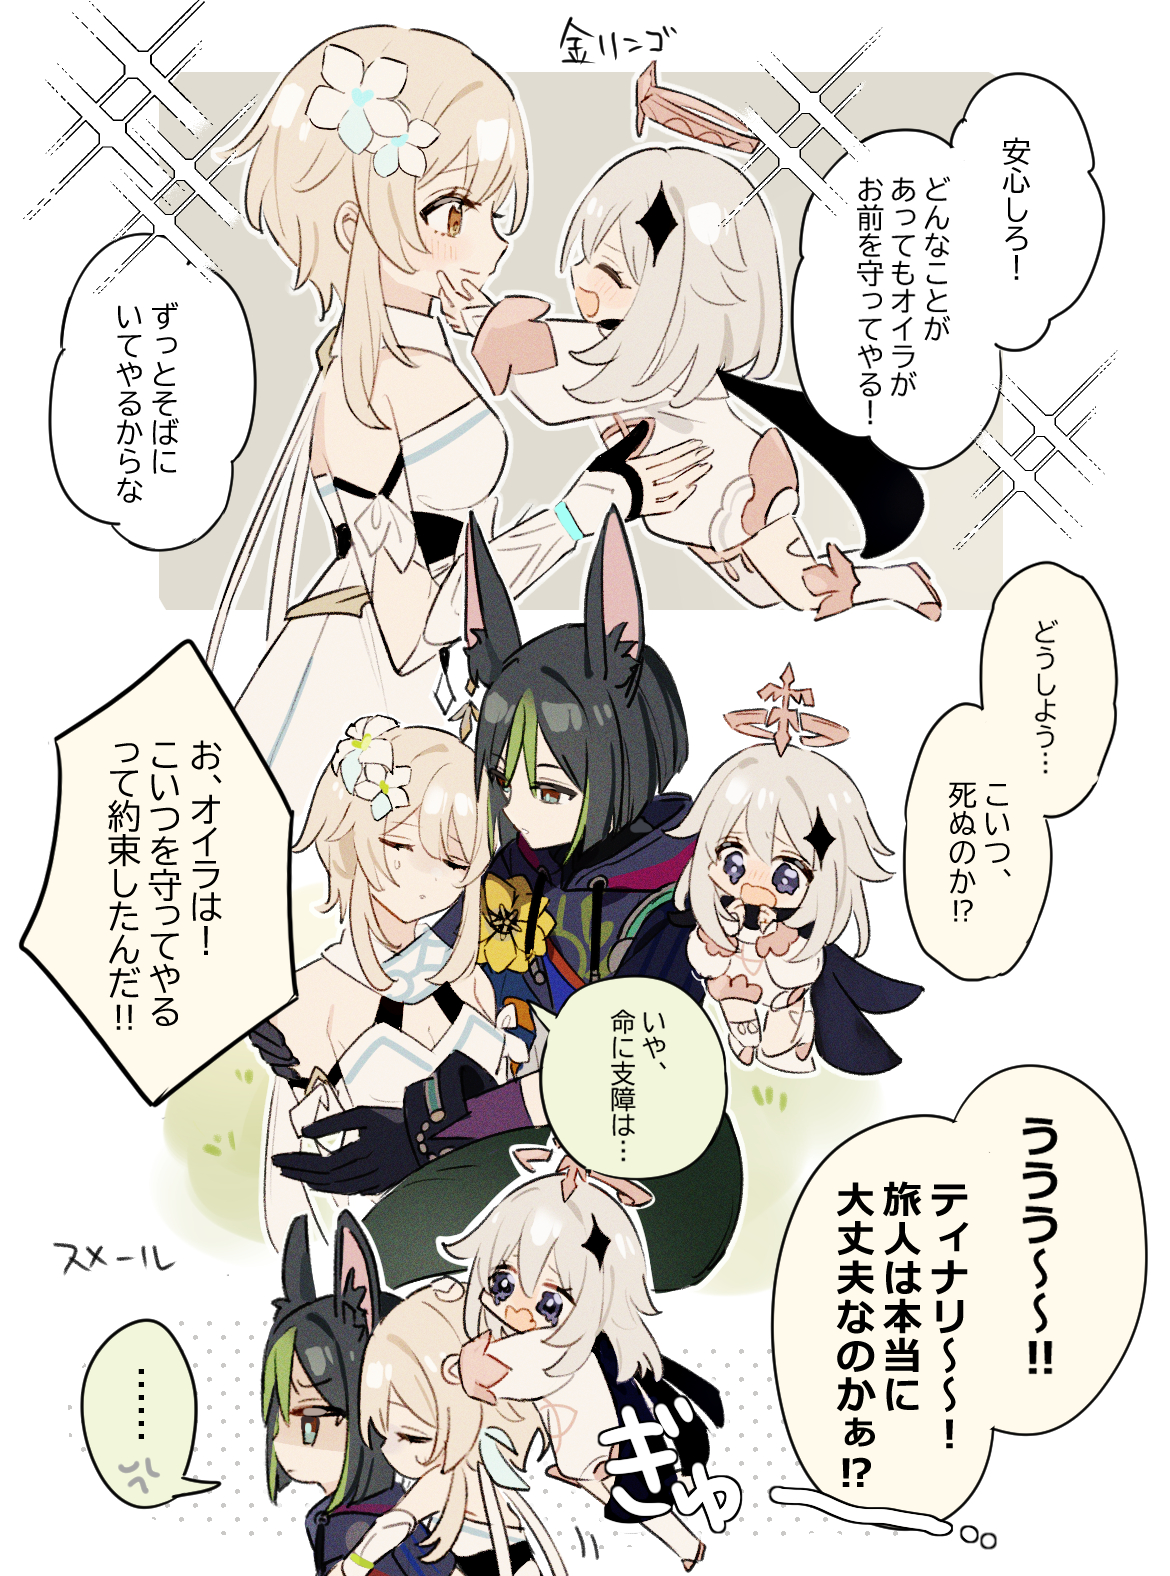 金リンゴ
安心しろ！
どんなことが
あってもオイラが
お前を守ってやる！
ずっとそばに
いてやるからな
どうしよう…
こいつ、
死ぬのか!?
お、オイラは！
こいつを守ってやる
って約束したんだ!!
いや、
命に支障は…
スメール
ううう〜〜!!
ティナリ〜〜！
旅人は本当に
大丈夫なのかぁ!?
……
ぎゅ